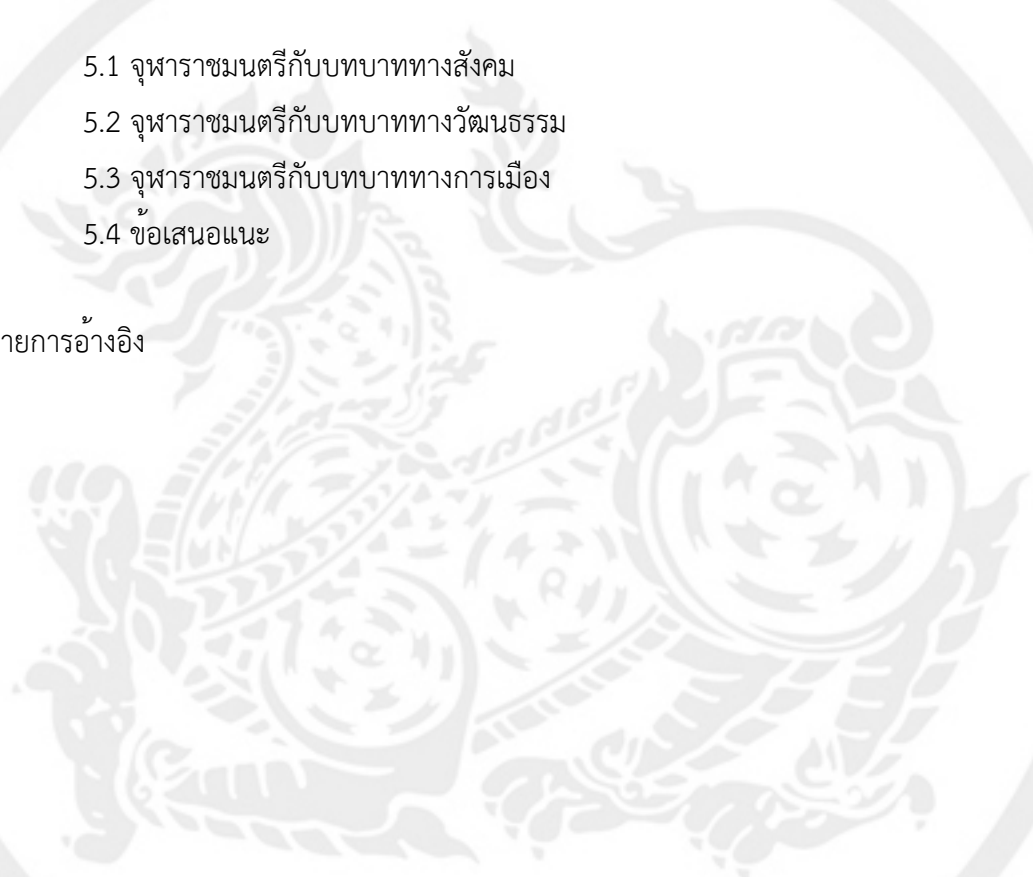 5.1 จุฬาราชมนตรีกับบทบาททางสังคม
5.2 จุฬาราชมนตรีกับบทบาททางวัฒนธรรม
5.3 จุฬาราชมนตรีกับบทบาททางการเมือง
5.4 ข้อเสนอแนะ
ายการอ้างอิง